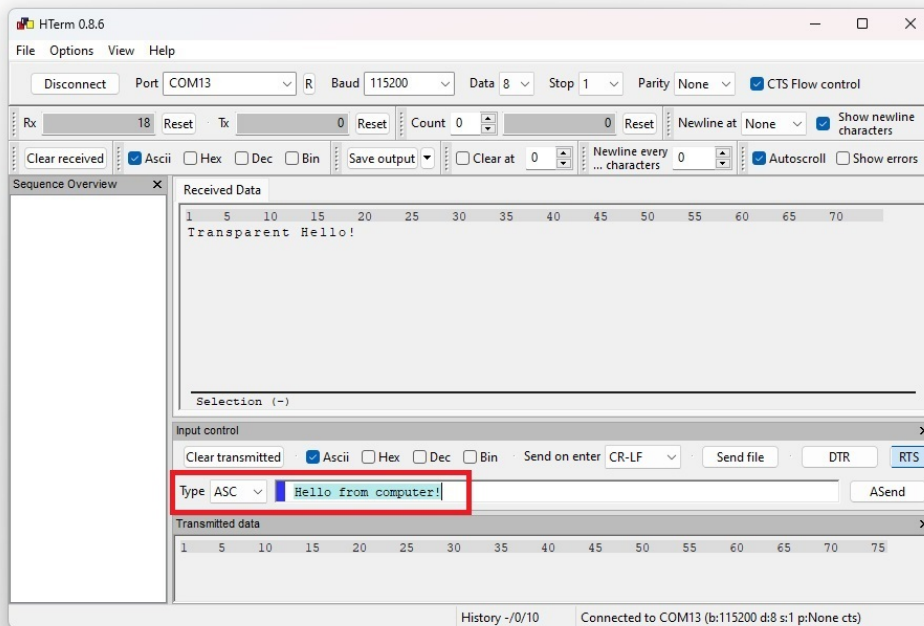 HTerm 0.8.6
File Options View Help
Disconnect Port COM13 R Baud 115200 Data 8 Stop 1 Parity None CTS Flow control
Rx 18 Reset Tx 0 Reset Count 0 0 Reset Newline at None Show newline characters
Clear received Ascii Hex Dec Bin Save output Clear at 0 Newline every ... characters 0 Autoscroll Show errors
Sequence Overview X
Received Data
1 5 10 15 20 25 30 35 40 45 50 55 60 65 70
Transparent Hello!
Selection (-)
Input control
Clear transmitted Ascii Hex Dec Bin Send on enter CR-LF Send file DTR RTS
Type ASC Hello from computer! ASend
Transmitted data
1 5 10 15 20 25 30 35 40 45 50 55 60 65 70 75
History -/0/10 Connected to COM13 (b:115200 d:8 s:1 p:None cts)